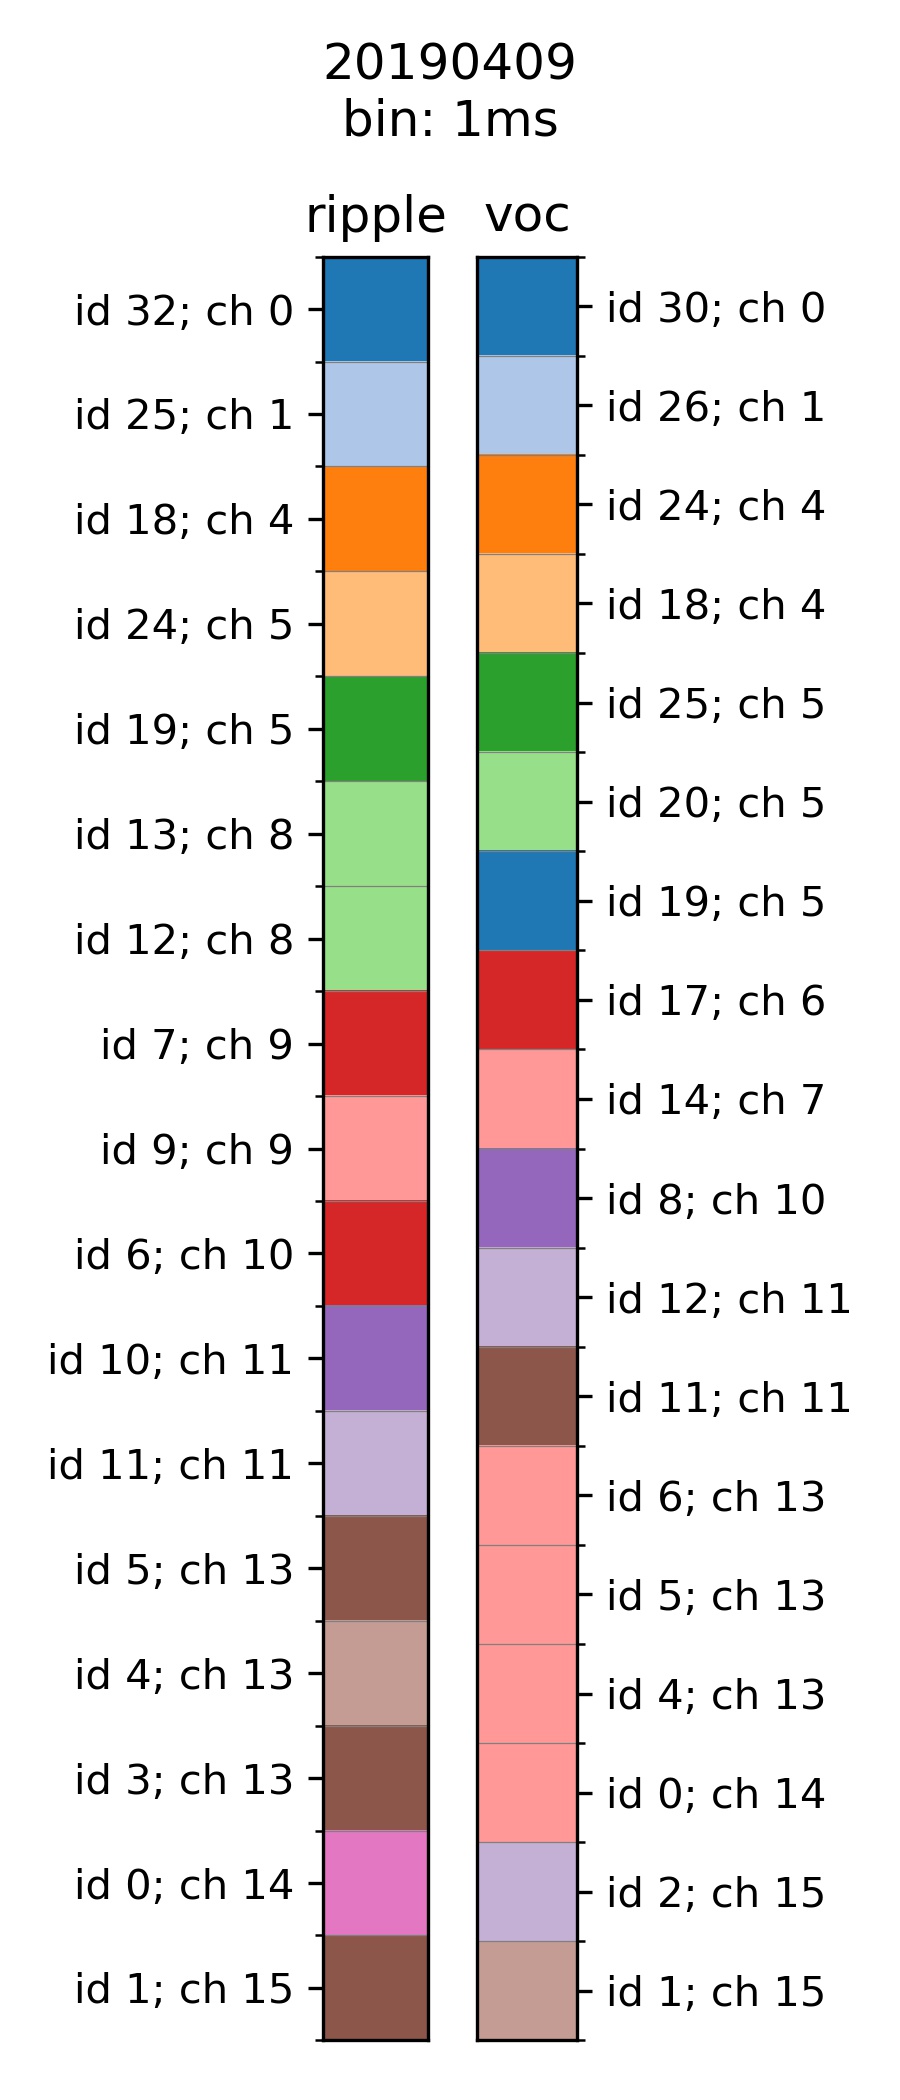 20190409
bin: 1ms
ripple
voc
id 32; ch 0
id 25; ch 1
id 18; ch 4
id 24; ch 5
id 19; ch 5
id 13; ch 8
id 12; ch 8
id 7; ch 9
id 9; ch 9
id 6; ch 10
id 10; ch 11
id 11; ch 11
id 5; ch 13
id 4; ch 13
id 3; ch 13
id 0; ch 14
id 1; ch 15
id 30; ch 0
id 26; ch 1
id 24; ch 4
id 18; ch 4
id 25; ch 5
id 20; ch 5
id 19; ch 5
id 17; ch 6
id 14; ch 7
id 8; ch 10
id 12; ch 11
id 11; ch 11
id 6; ch 13
id 5; ch 13
id 4; ch 13
id 0; ch 14
id 2; ch 15
id 1; ch 15